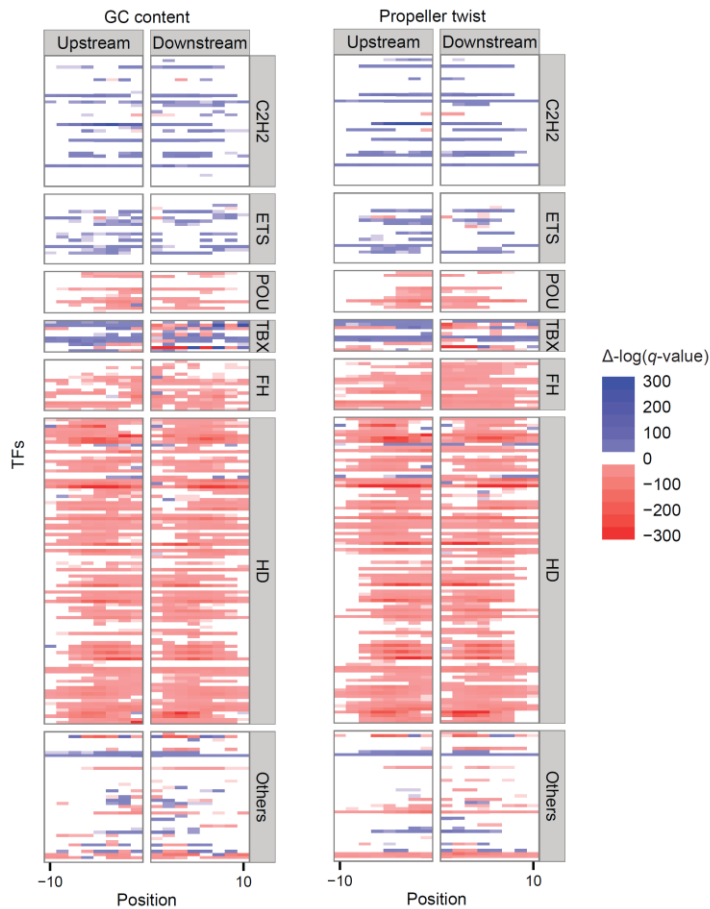 GC content
Propeller twist
Upstream
Downstream
Upstream
Downstream
C2H2
C2H2
ETS
ETS
POU
POU
TBX
TBX
FH
FH
HD
HD
Others
Others
TFs
Δ-log(q-value)
300
200
100
0
−100
−200
−300
−10
10
−10
10
Position
Position